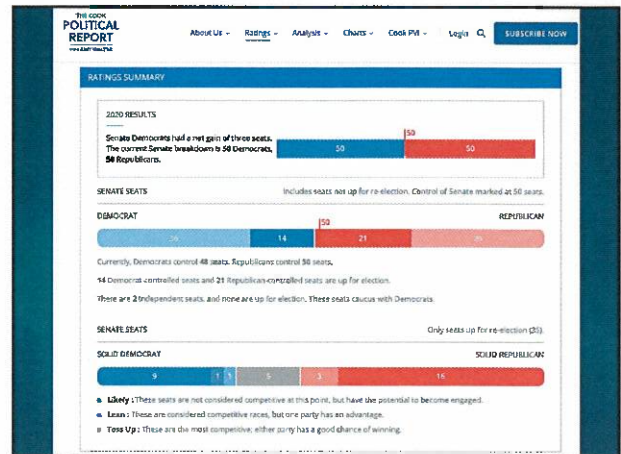 THE COOK
POLITICAL
REPORT
About Us
Ratings
Analysis
Charts
Cook PVI
Login
SUBSCRIBE NOW
RATINGS SUMMARY
2020 RESULTS
Senate Democrats had a net gain of three seats.
The current Senate breakdown is 50 Democrats,
50 Republicans.
50
50
50
SENATE SEATS
Includes seats not up for re-election. Control of Senate marked at 50 seats.
DEMOCRAT
50
REPUBLICAN
36
14
21
29
Currently, Democrats control 48 seats. Republicans control 50 seats.
14 Democrat-controlled seats and 21 Republican-controlled seats are up for election.
There are 2 Independent seats, and none are up for election. These seats caucus with Democrats.
SENATE SEATS
Only seats up for re-election (35).
SOLID DEMOCRAT
SOLID REPUBLICAN
9
1
1
5
3
16
Likely : These seats are not considered competitive at this point, but have the potential to become engaged.
Lean : These are considered competitive races, but one party has an advantage.
Toss Up : These are the most competitive; either party has a good chance of winning.